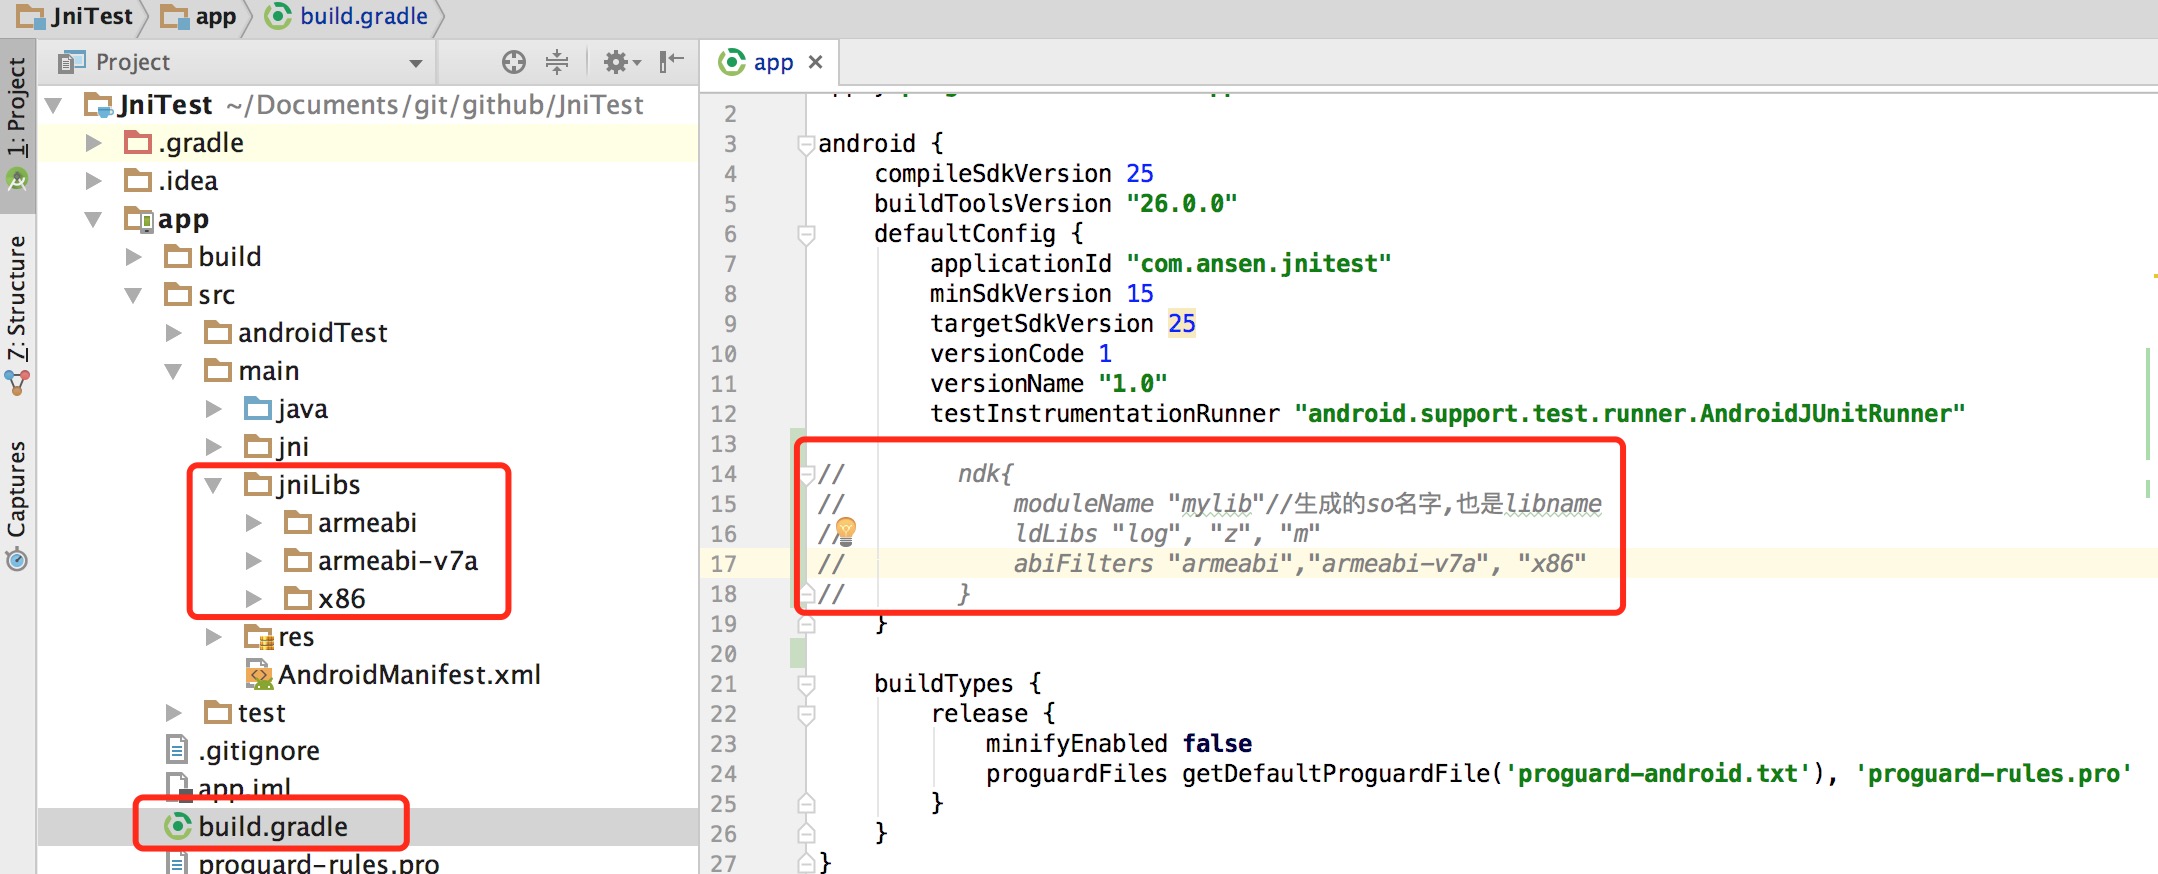 JniTest app build.gradle
Project
app
1: Project
7: Structure
Captures
JniTest ~/Documents/git/github/JniTest
.gradle
.idea
app
build
src
androidTest
main
java
jni
jniLibs
armeabi
armeabi-v7a
x86
res
AndroidManifest.xml
test
.gitignore
app.iml
build.gradle
proguard-rules.pro
2
3 android {
4 compileSdkVersion 25
5 buildToolsVersion "26.0.0"
6 defaultConfig {
7 applicationId "com.ansen.jnitest"
8 minSdkVersion 15
9 targetSdkVersion 25
10 versionCode 1
11 versionName "1.0"
12 testInstrumentationRunner "android.support.test.runner.AndroidJUnitRunner"
13
14 // ndk{
15 // moduleName "mylib"//生成的so名字,也是libname
16 // ldLibs "log", "z", "m"
17 // abiFilters "armeabi","armeabi-v7a", "x86"
18 // }
19 }
20
21 buildTypes {
22 release {
23 minifyEnabled false
24 proguardFiles getDefaultProguardFile('proguard-android.txt'), 'proguard-rules.pro'
25 }
26 }
27 }